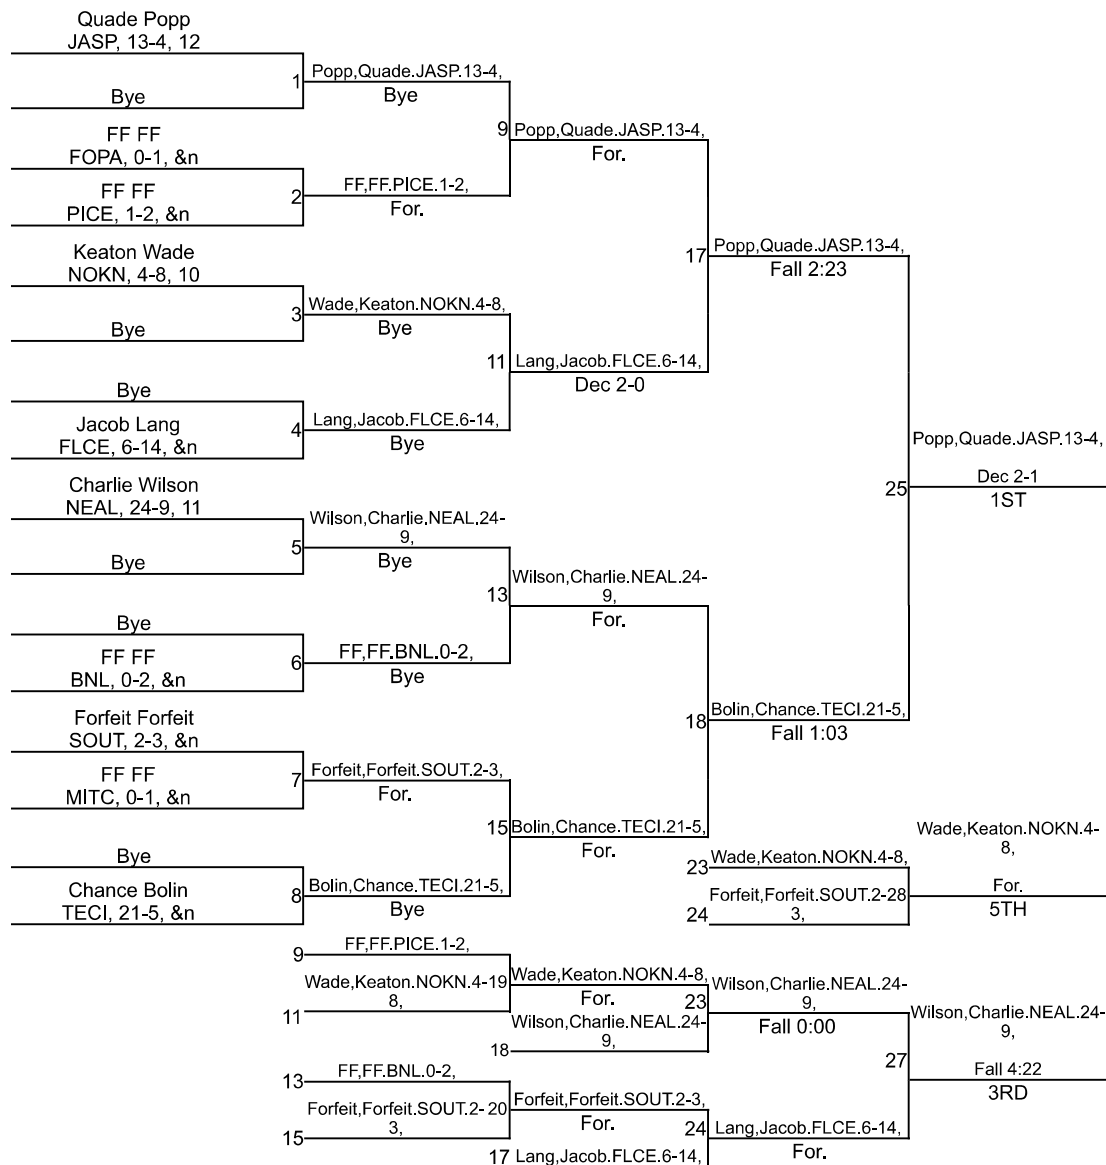 Quade Popp
JASP, 13-4, 12
1
Popp,Quade.JASP.13-4,
Bye
Bye
9
Popp,Quade.JASP.13-4,
For.
FF FF
FOPA, 0-1, &n
2
FF,FF.PICE.1-2,
For.
FF FF
PICE, 1-2, &n
17
Popp,Quade.JASP.13-4,
Fall 2:23
Keaton Wade
NOKN, 4-8, 10
3
Wade,Keaton.NOKN.4-8,
Bye
Bye
11
Lang,Jacob.FLCE.6-14,
Dec 2-0
Bye
4
Lang,Jacob.FLCE.6-14,
Bye
Jacob Lang
FLCE, 6-14, &n
25
Popp,Quade.JASP.13-4,
Dec 2-1
1ST
Charlie Wilson
NEAL, 24-9, 11
5
Wilson,Charlie.NEAL.24-
9,
Bye
Bye
13
Wilson,Charlie.NEAL.24-
9,
For.
Bye
6
FF,FF.BNL.0-2,
Bye
FF FF
BNL, 0-2, &n
18
Bolin,Chance.TECI.21-5,
Fall 1:03
Forfeit Forfeit
SOUT, 2-3, &n
7
Forfeit,Forfeit.SOUT.2-3,
For.
FF FF
MITC, 0-1, &n
15
Bolin,Chance.TECI.21-5,
For.
Bye
8
Bolin,Chance.TECI.21-5,
Bye
Chance Bolin
TECI, 21-5, &n
23
Wade,Keaton.NOKN.4-8,
24
Forfeit,Forfeit.SOUT.2-28
3,
Wade,Keaton.NOKN.4-
8,
For.
5TH
9
FF,FF.PICE.1-2,
Wade,Keaton.NOKN.4-19
8,
11
Wade,Keaton.NOKN.4-8,
For.
23
Wilson,Charlie.NEAL.24-
9,
18
Wilson,Charlie.NEAL.24-
9,
Fall 0:00
27
Wilson,Charlie.NEAL.24-
9,
Fall 4:22
3RD
13
FF,FF.BNL.0-2,
Forfeit,Forfeit.SOUT.2- 20
3,
15
Forfeit,Forfeit.SOUT.2-3,
For.
24
Lang,Jacob.FLCE.6-14,
For.
17
Lang,Jacob.FLCE.6-14,